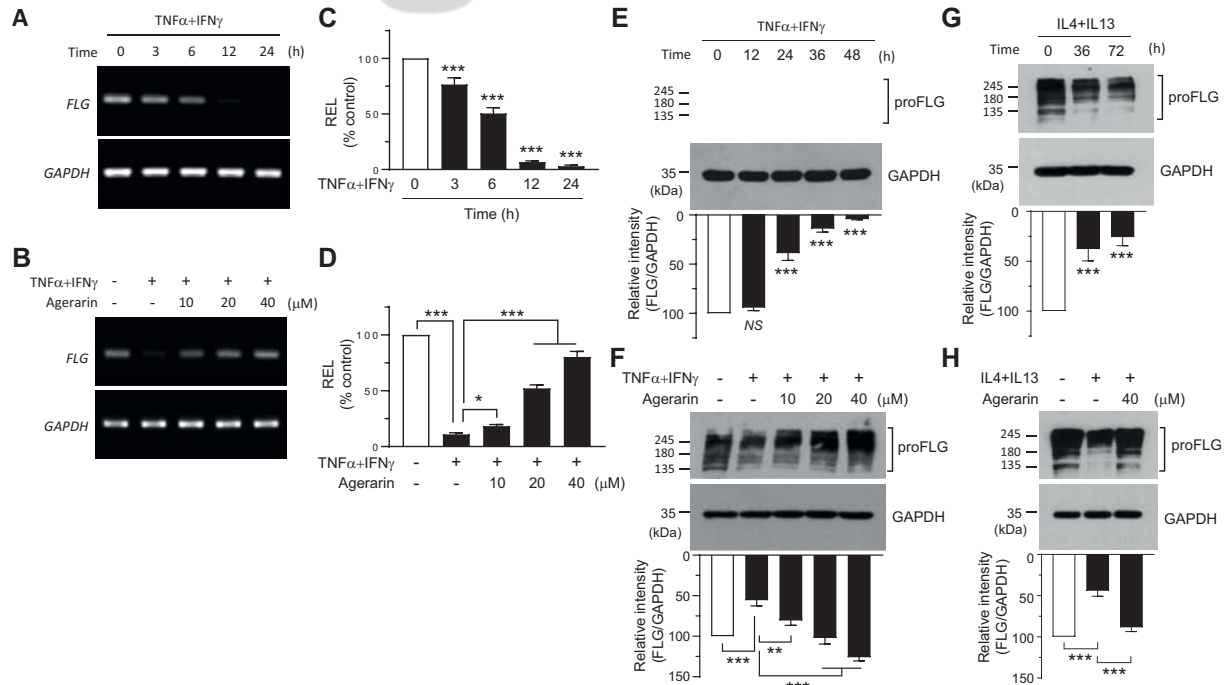 A
TNFα+IFNγ
Time 0 3 6 12 24 (h)
FLG
GAPDH
B
TNFα+IFNγ - + + + +
Agerarin - - 10 20 40 (μM)
FLG
GAPDH
C
REL
(% control)
100
50
0
*** *** *** ***
TNFα+IFNγ 0 3 6 12 24
Time (h)
D
REL
(% control)
100
50
0
*** ***
*
TNFα+IFNγ - + + + +
Agerarin - - 10 20 40 (μM)
E
TNFα+IFNγ
Time 0 12 24 36 48 (h)
245
180
135
proFLG
35
(kDa)
GAPDH
Relative intensity
(FLG/GAPDH)
0
50
100
NS *** *** ***
F
TNFα+IFNγ - + + + +
Agerarin - - 10 20 40 (μM)
245
180
135
proFLG
35
(kDa)
GAPDH
Relative intensity
(FLG/GAPDH)
0
50
100
150
*** **
***
G
IL4+IL13
Time 0 36 72 (h)
245
180
135
proFLG
35
(kDa)
GAPDH
Relative intensity
(FLG/GAPDH)
0
50
100
*** ***
H
IL4+IL13 - + +
Agerarin - - 40 (μM)
245
180
135
proFLG
35
(kDa)
GAPDH
Relative intensity
(FLG/GAPDH)
0
50
100
150
*** ***